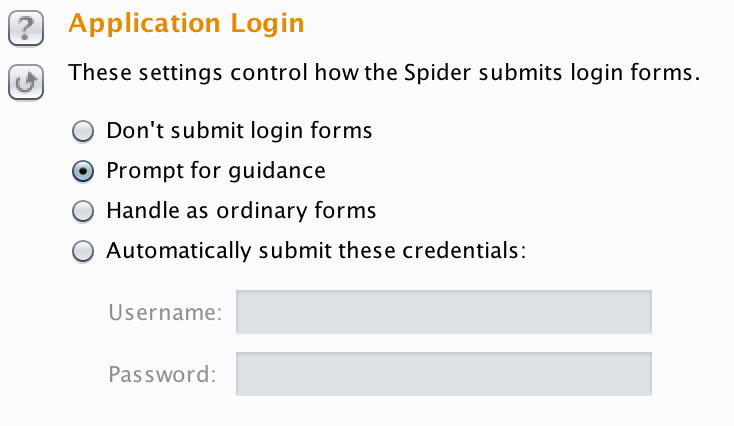 Application Login
These settings control how the Spider submits login forms.
Don't submit login forms
Prompt for guidance
Handle as ordinary forms
Automatically submit these credentials:
Username:
Password: